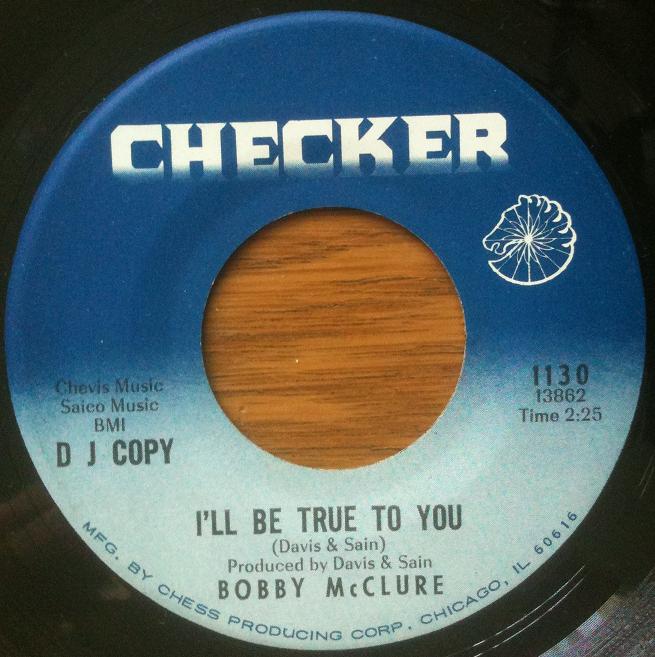 CHECKER
Chevis Music
Saico Music
BMI
D J COPY
1130
13862
Time 2:25
I'LL BE TRUE TO YOU
(Davis & Sain)
Produced by Davis & Sain
BOBBY McCLURE
MFG. BY CHESS PRODUCING CORP. CHICAGO, IL 60616